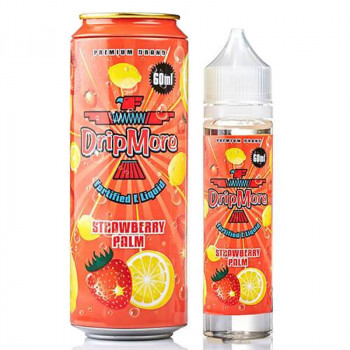 PREMIUM BRAND
60ml
DripMore
Fortified E Liquid
STRAWBERRY
PALM
PREMIUM BRAND
60ml
DripMore
Fortified E Liquid
STRAWBERRY
PALM